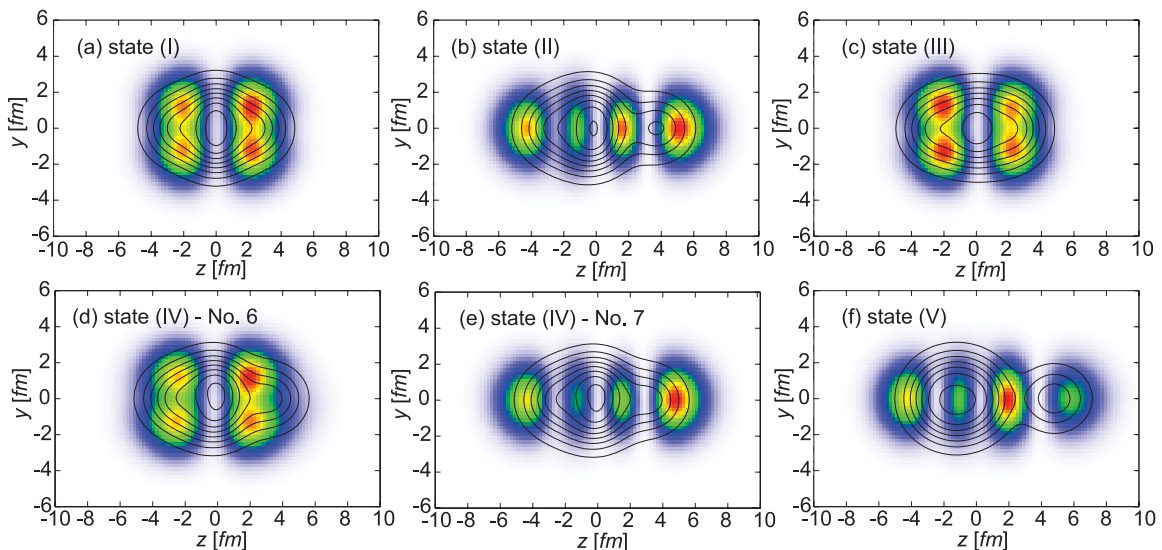 (a) state (I)
(b) state (II)
(c) state (III)
6
4
2
0
-2
-4
-6
y [fm]
-10 -8 -6 -4 -2 0 2 4 6 8 10
z [fm]
6
4
2
0
-2
-4
-6
y [fm]
-10 -8 -6 -4 -2 0 2 4 6 8 10
z [fm]
6
4
2
0
-2
-4
-6
y [fm]
-10 -8 -6 -4 -2 0 2 4 6 8 10
z [fm]
(d) state (IV) - No. 6
(e) state (IV) - No. 7
(f) state (V)
6
4
2
0
-2
-4
-6
y [fm]
-10 -8 -6 -4 -2 0 2 4 6 8 10
z [fm]
6
4
2
0
-2
-4
-6
y [fm]
-10 -8 -6 -4 -2 0 2 4 6 8 10
z [fm]
6
4
2
0
-2
-4
-6
y [fm]
-10 -8 -6 -4 -2 0 2 4 6 8 10
z [fm]